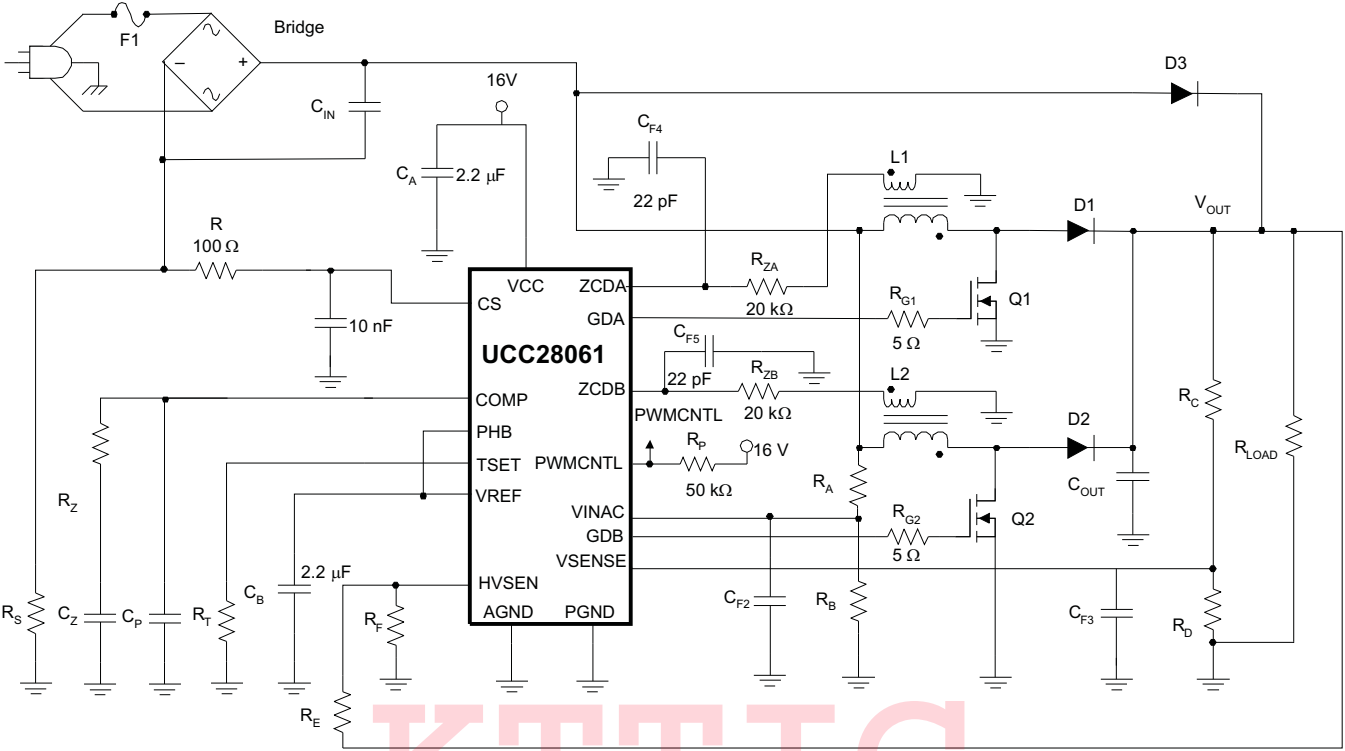 F1
Bridge
−
+
C_IN
16V
C_A
2.2 μF
C_F4
22 pF
L1
D3
D1
V_OUT
R
100 Ω
10 nF
VCC
ZCDA
CS
GDA
UCC28061
ZCDB
COMP
PHB
TSET
PWMCNTL
VREF
VINAC
GDB
VSENSE
HVSEN
AGND
PGND
R_ZA
20 kΩ
R_G1
5 Ω
Q1
C_F5
22 pF
R_ZB
20 kΩ
L2
PWMCNTL
R_P
50 kΩ
16 V
D2
R_C
R_LOAD
C_OUT
R_A
R_G2
5 Ω
Q2
R_Z
R_S
C_Z
C_P
R_T
C_B
2.2 μF
R_F
R_E
C_F2
R_B
C_F3
R_D